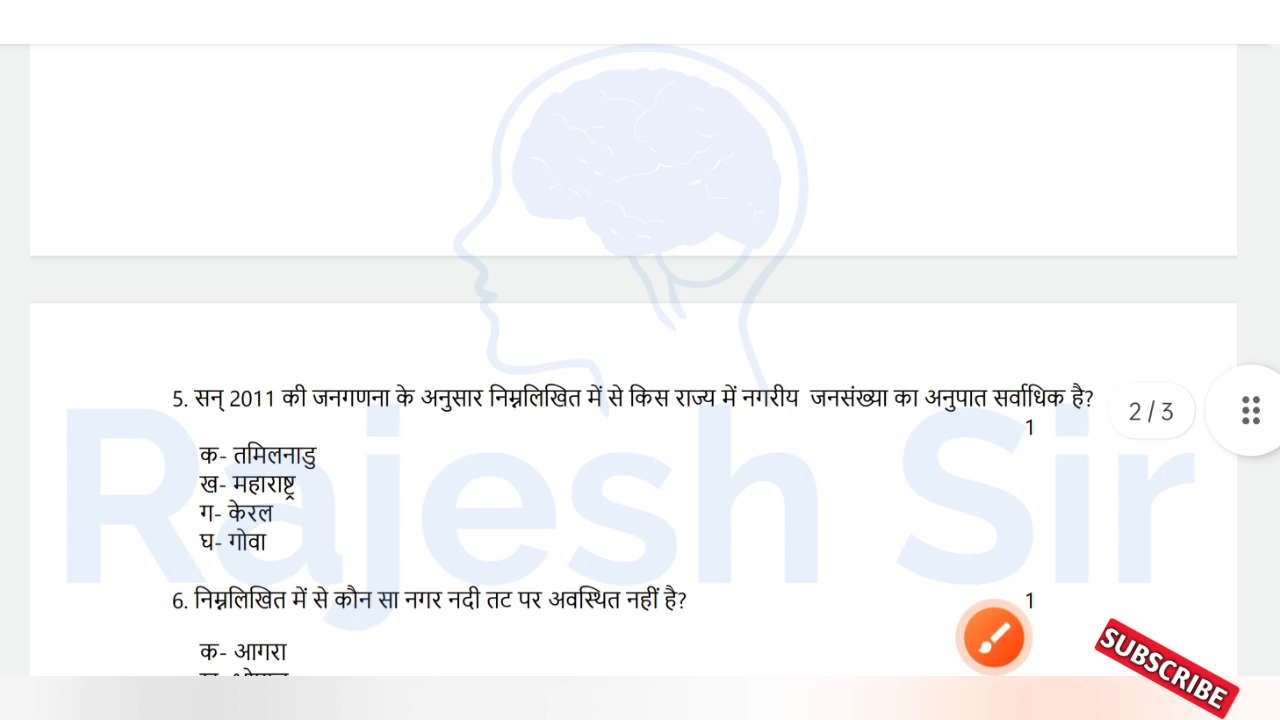 5. सन् 2011 की जनगणना के अनुसार निम्नलिखित में से किस राज्य में नगरीय जनसंख्या का अनुपात सर्वाधिक है?
1
क- तमिलनाडु
ख- महाराष्ट्र
ग- केरल
घ- गोवा
2 / 3
Rajesh Sir
6. निम्नलिखित में से कौन सा नगर नदी तट पर अवस्थित नहीं है? 1
क- आगरा
SUBSCRIBE